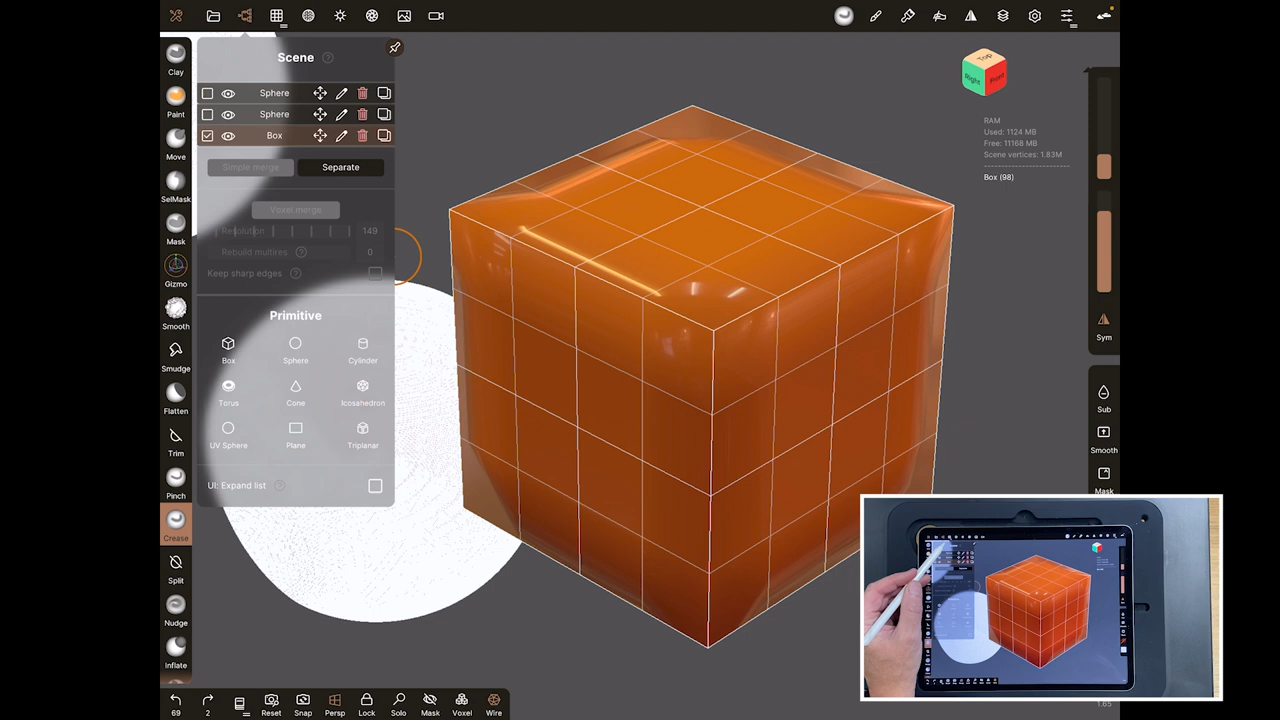 Scene
Sphere
Sphere
Box
Simple merge
Separate
Voxel merge
Resolution
149
Rebuild multires
0
Keep sharp edges
Primitive
Box
Sphere
Cylinder
Torus
Cone
Icosahedron
UV Sphere
Plane
Triplanar
UI: Expand list
Clay
Paint
Move
SelMask
Mask
Gizmo
Smooth
Smudge
Flatten
Trim
Pinch
Crease
Split
Nudge
Inflate
Top
Right
Front
RAM
Used: 1124 MB
Free: 11168 MB
Scene vertices: 1.83M
Box (98)
Sym
Sub
Smooth
Mask
69
2
Reset
Snap
Persp
Lock
Solo
Mask
Voxel
Wire
1.65